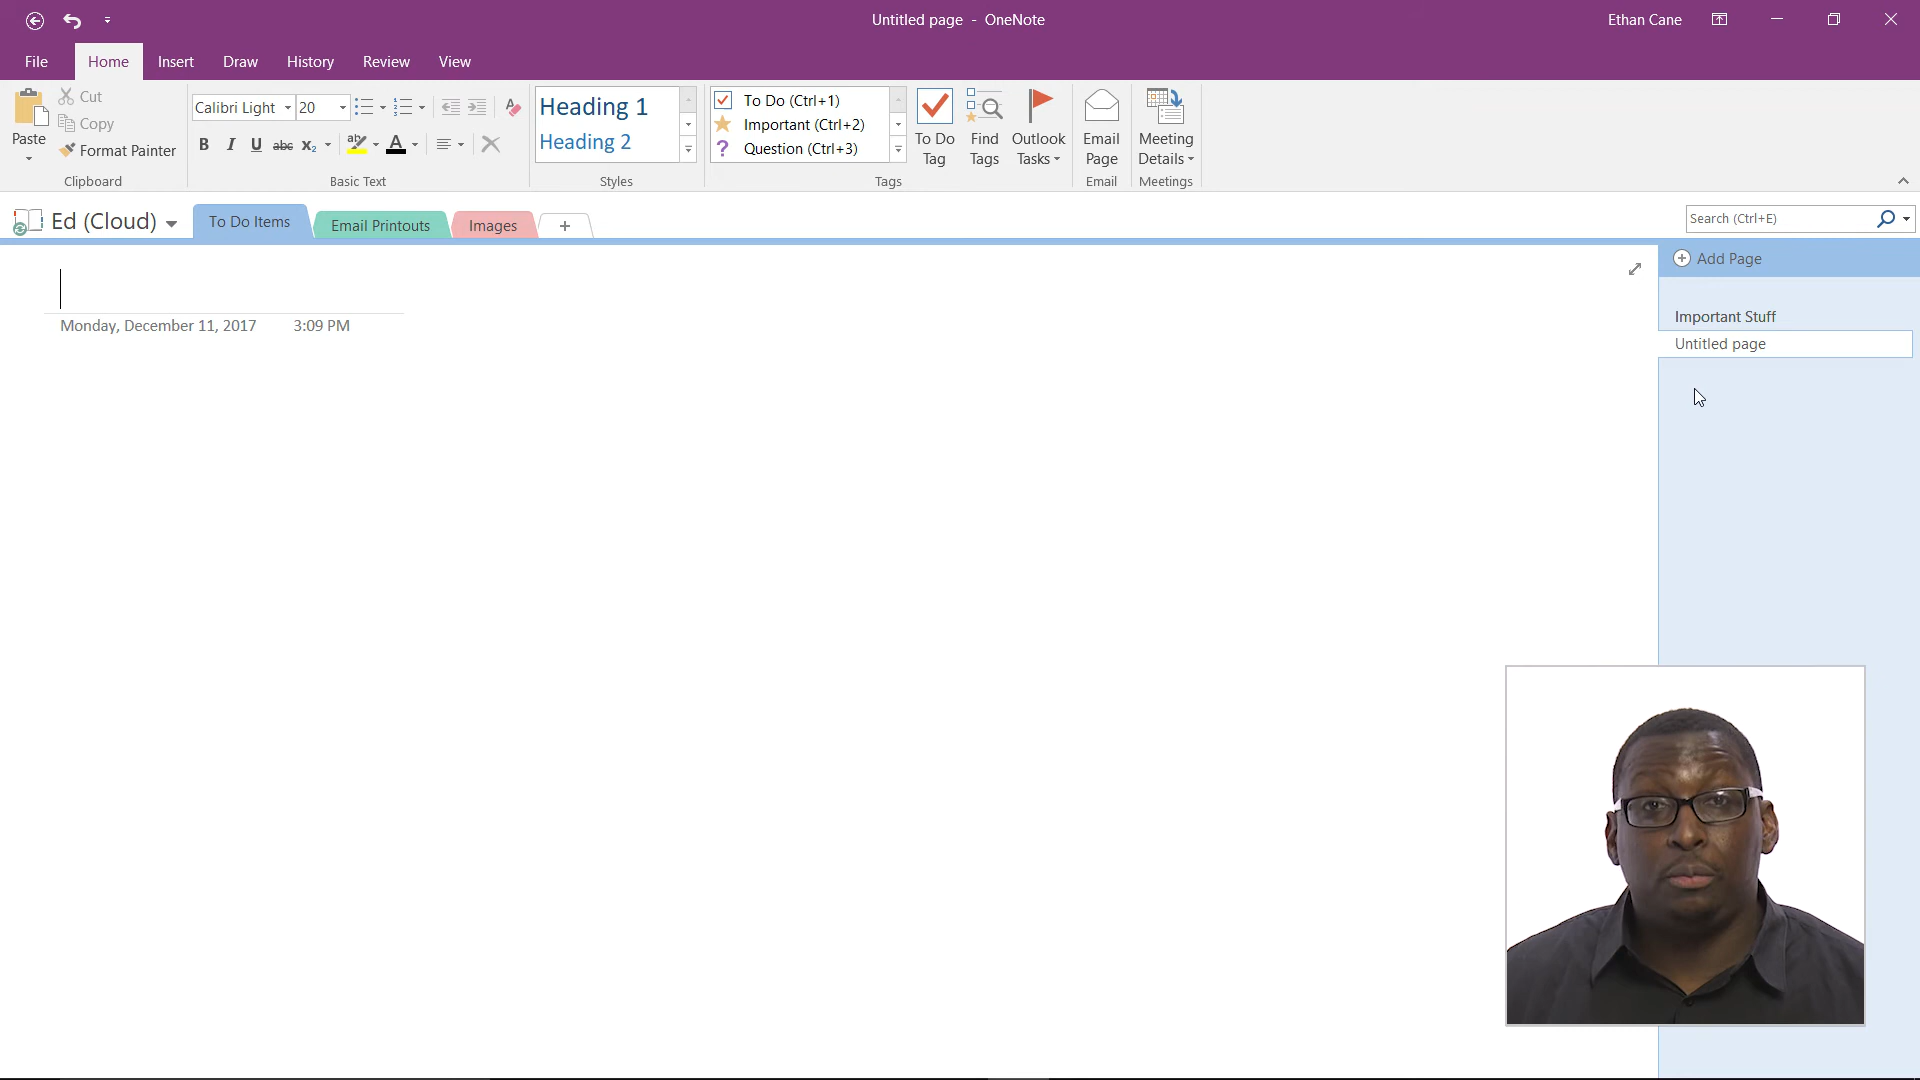 Untitled page - OneNote
Ethan Cane
File Home Insert Draw History Review View
Paste
Cut
Copy
Format Painter
Clipboard
Calibri Light 20
B I U abc X₂ ab A
Basic Text
Heading 1
Heading 2
Styles
To Do (Ctrl+1)
Important (Ctrl+2)
Question (Ctrl+3)
To Do Tag
Find Tags
Outlook Tasks
Tags
Email Page
Email
Meeting Details
Meetings
Ed (Cloud) To Do Items Email Printouts Images +
Search (Ctrl+E)
Add Page
Monday, December 11, 2017 3:09 PM
Important Stuff
Untitled page